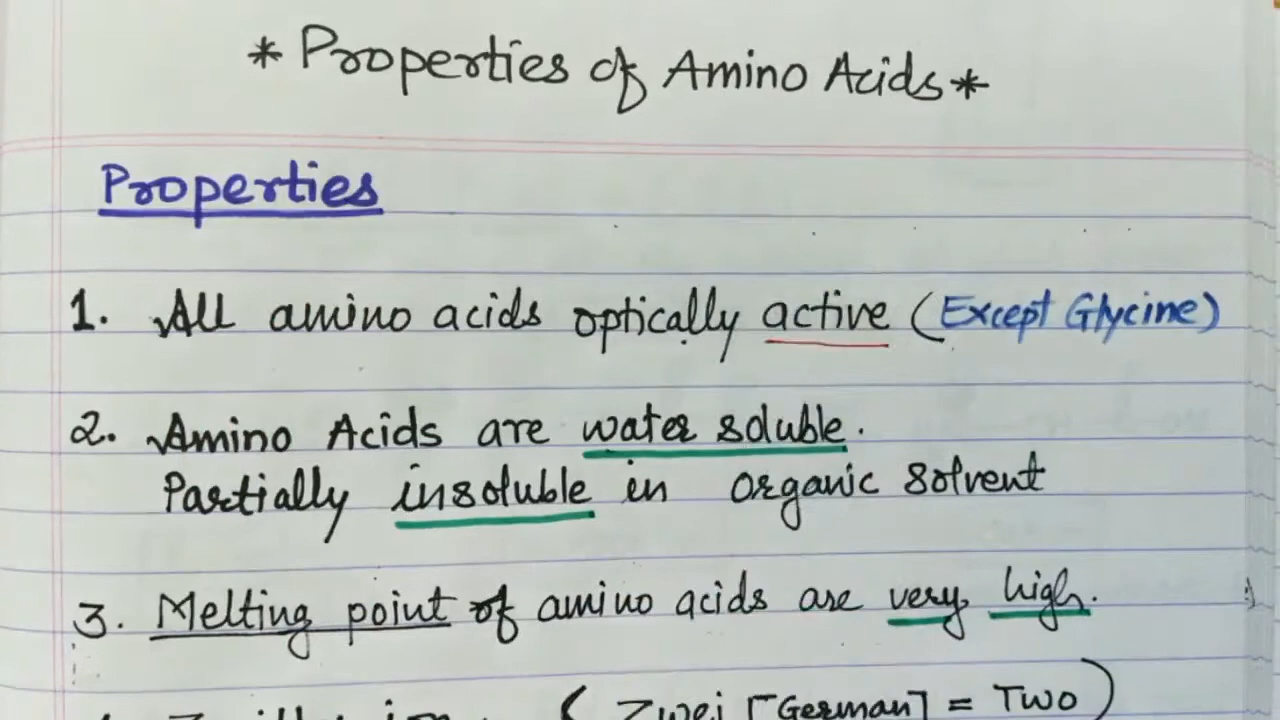 * Properties of Amino Acids *
Properties
1. All amino acids optically active (Except Glycine)
2. Amino Acids are water soluble.
Partially insoluble in organic solvent
3. Melting point of amino acids are very high.
(Zwei [German] = Two)